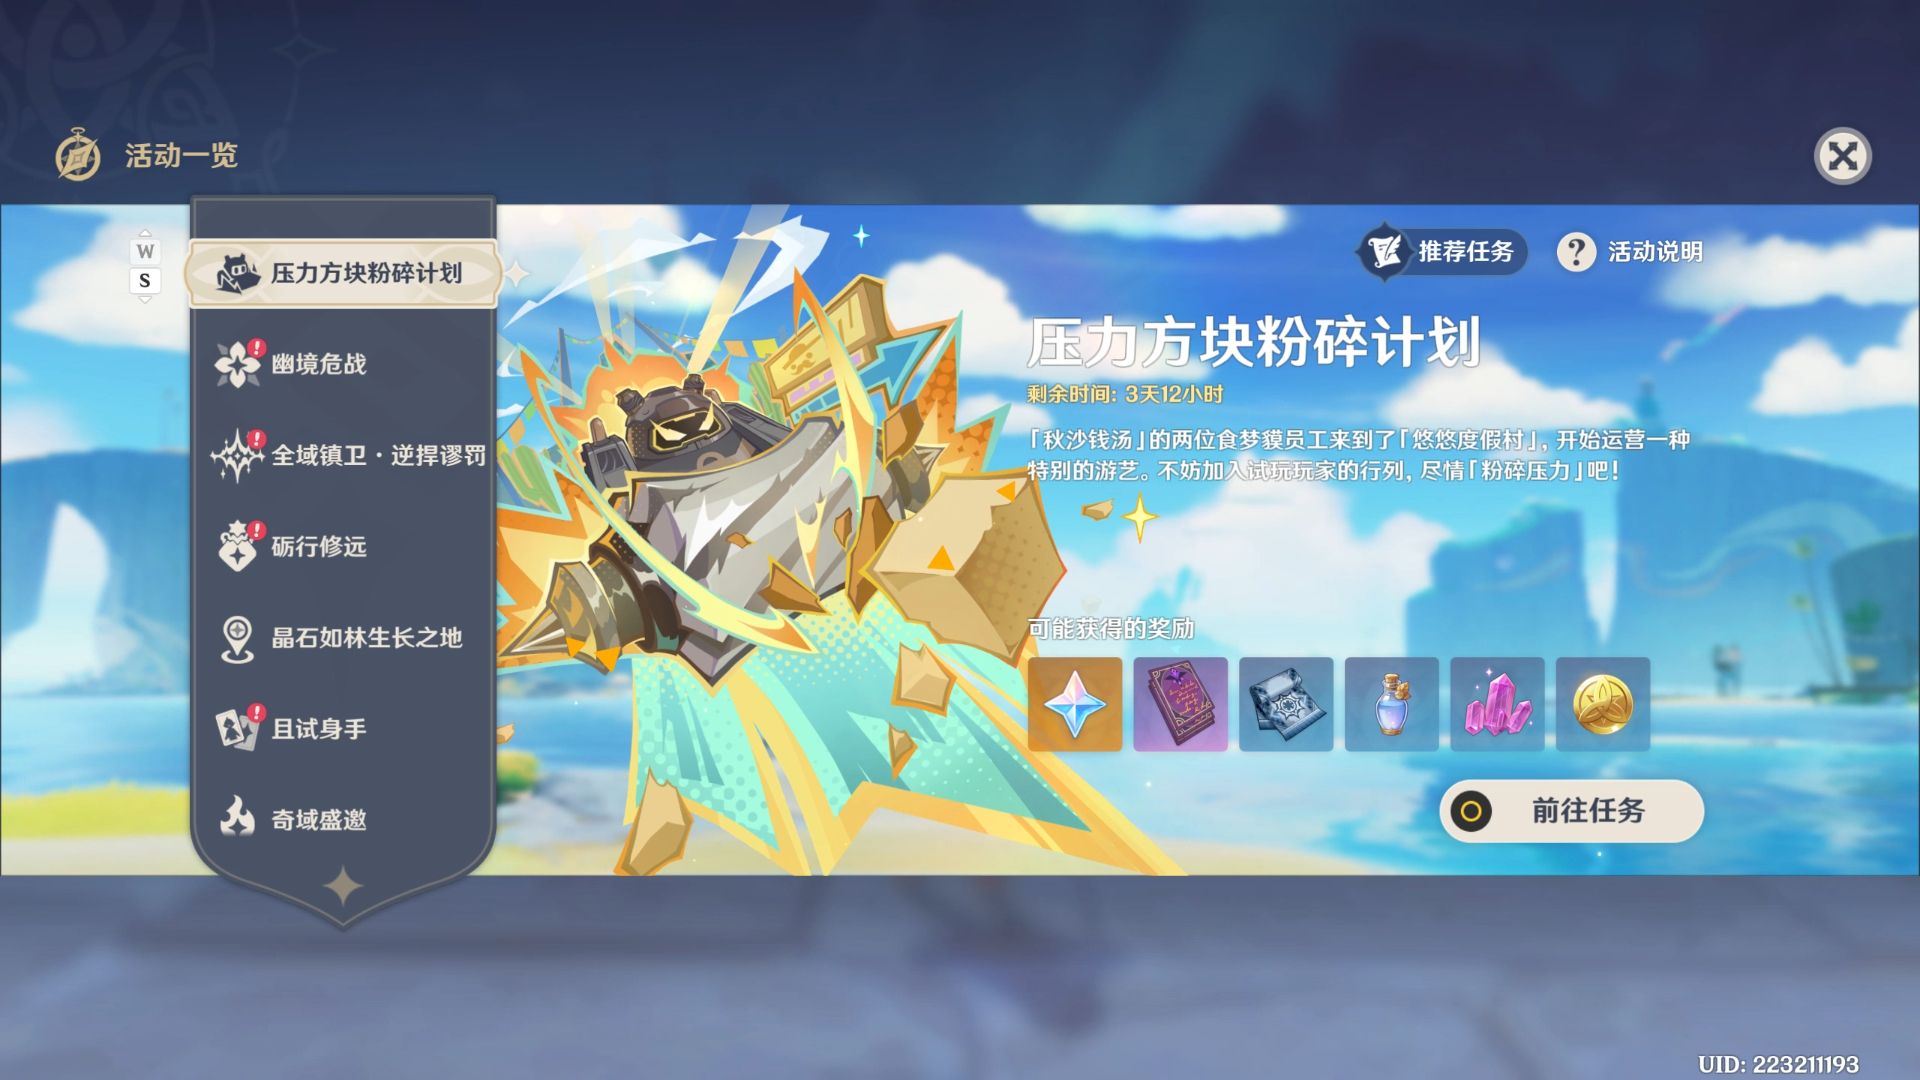 活动一览
W
S
压力方块粉碎计划
幽境危战
全域镇卫·逆捍谬罚
砺行修远
晶石如林生长之地
且试身手
奇域盛邀
推荐任务
? 活动说明
压力方块粉碎计划
剩余时间: 3天12小时
「秋沙钱汤」的两位食梦貘员工来到了「悠悠度假村」, 开始运营一种
特别的游艺。不妨加入试玩玩家的行列, 尽情「粉碎压力」吧!
可能获得的奖励
前往任务
UID: 223211193